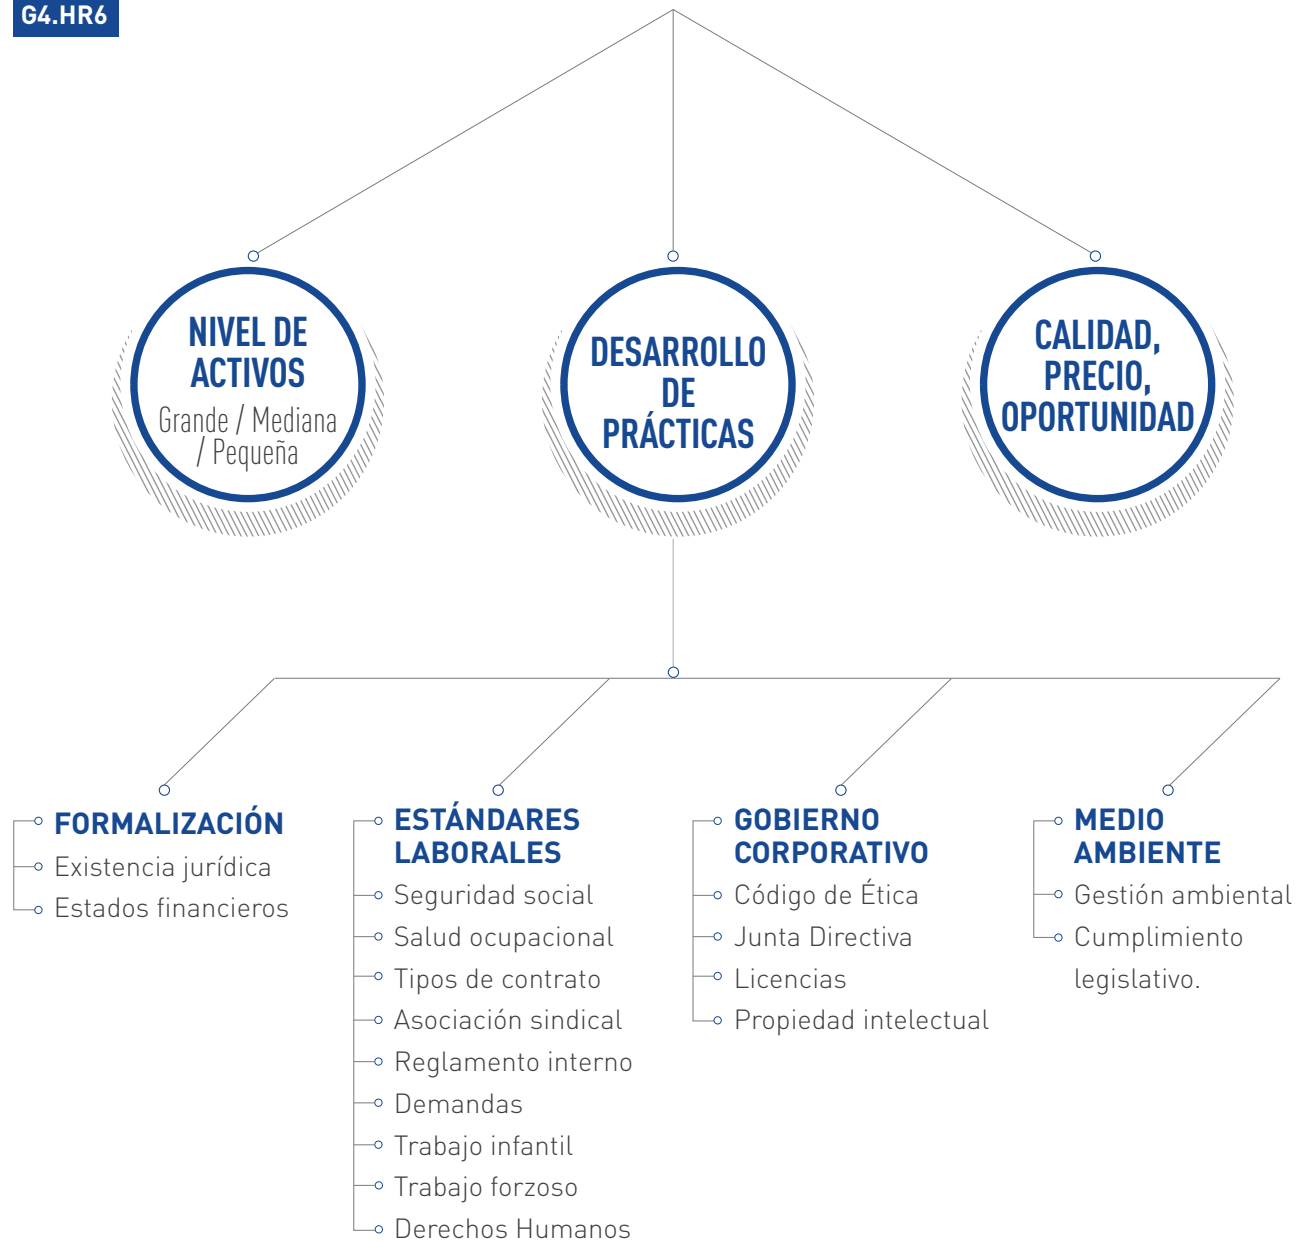 G4.HR6
NIVEL DE
ACTIVOS
Grande / Mediana
/ Pequeña
DESARROLLO
DE
PRÁCTICAS
CALIDAD,
PRECIO,
OPORTUNIDAD
FORMALIZACIÓN
Existencia jurídica
Estados financieros
ESTÁNDARES
LABORALES
Seguridad social
Salud ocupacional
Tipos de contrato
Asociación sindical
Reglamento interno
Demandas
Trabajo infantil
Trabajo forzoso
Derechos Humanos
GOBIERNO
CORPORATIVO
Código de Ética
Junta Directiva
Licencias
Propiedad intelectual
MEDIO
AMBIENTE
Gestión ambiental
Cumplimiento
legislativo.